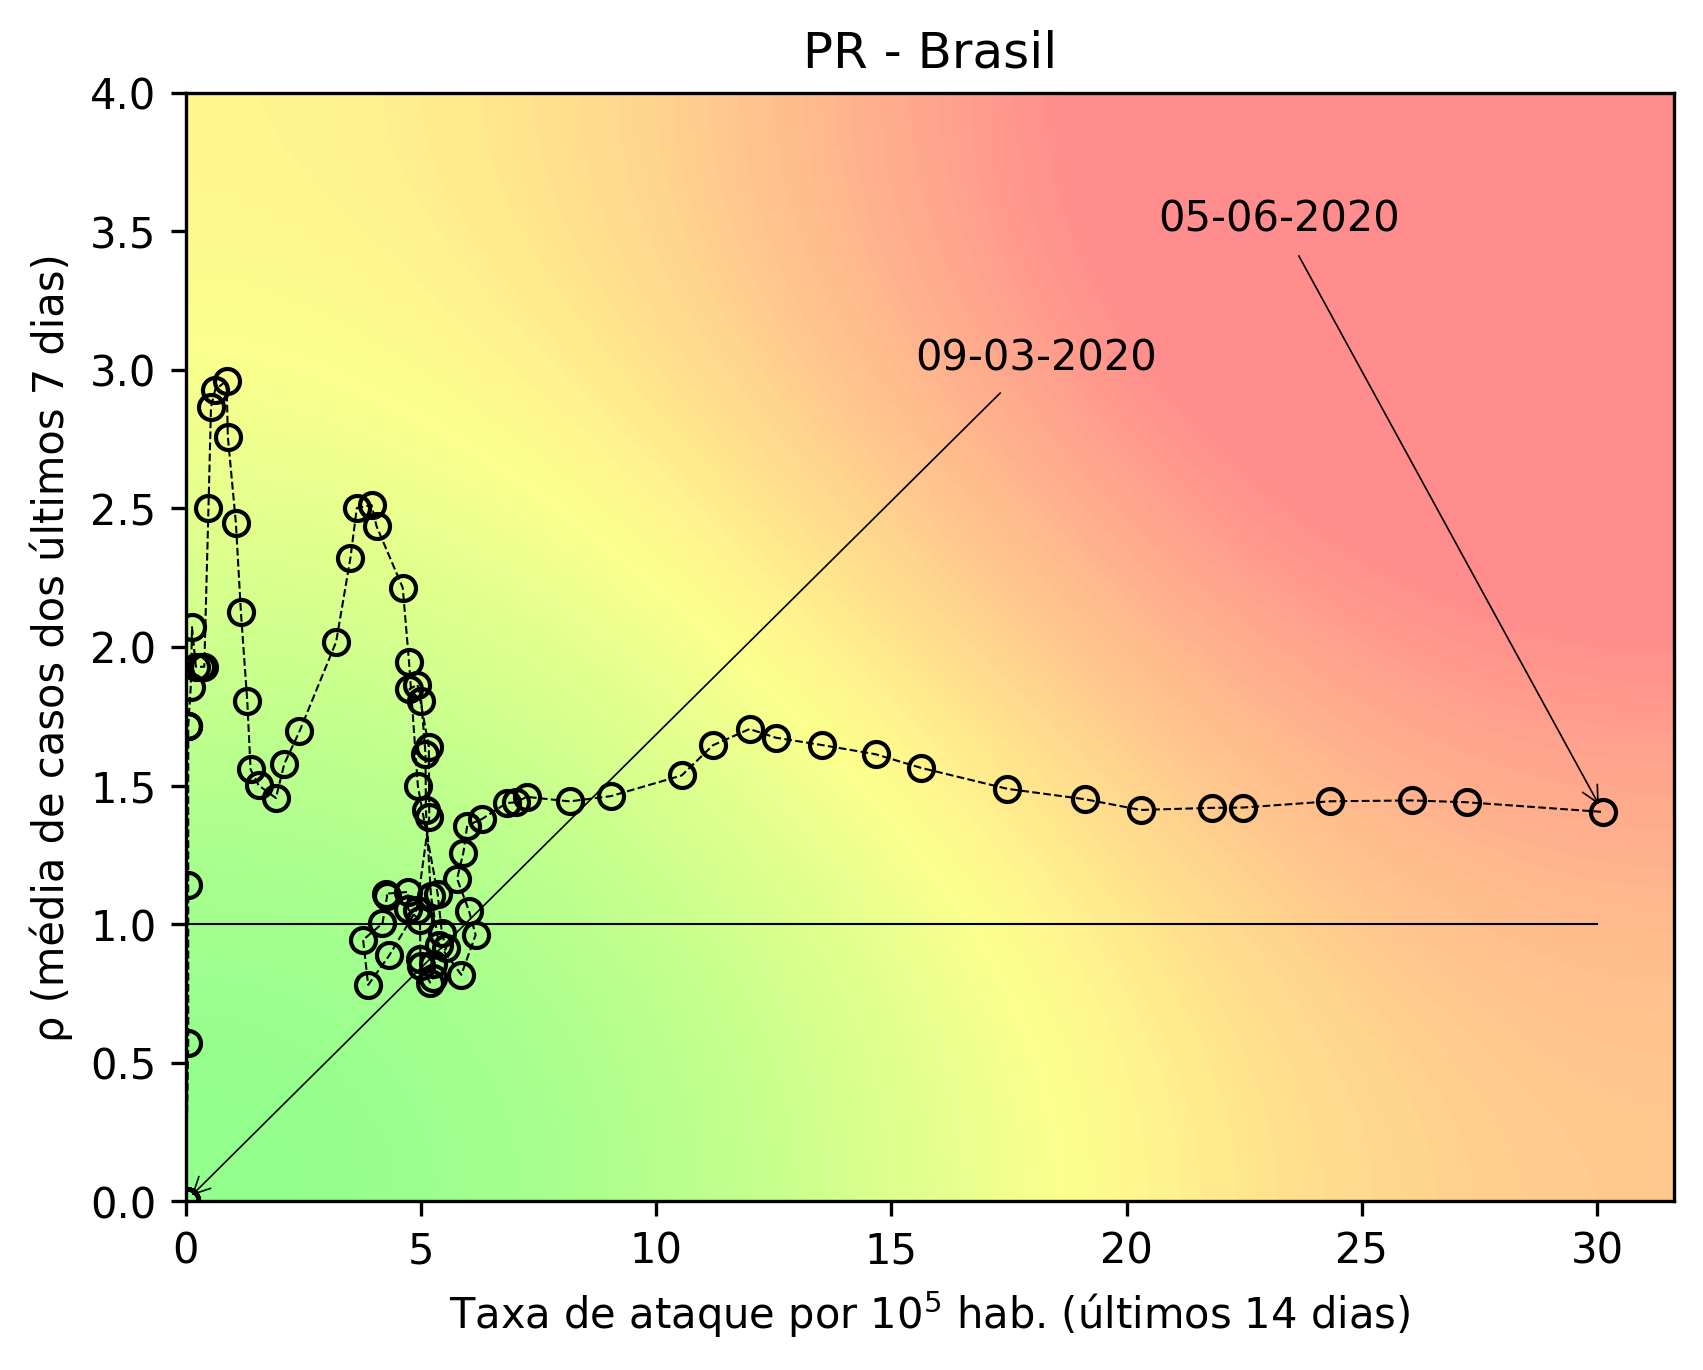 PR - Brasil
4.0
3.5
3.0
2.5
2.0
1.5
1.0
0.5
0.0
ρ (média de casos dos últimos 7 dias)
05-06-2020
09-03-2020
0 5 10 15 20 25 30
Taxa de ataque por 10⁵ hab. (últimos 14 dias)